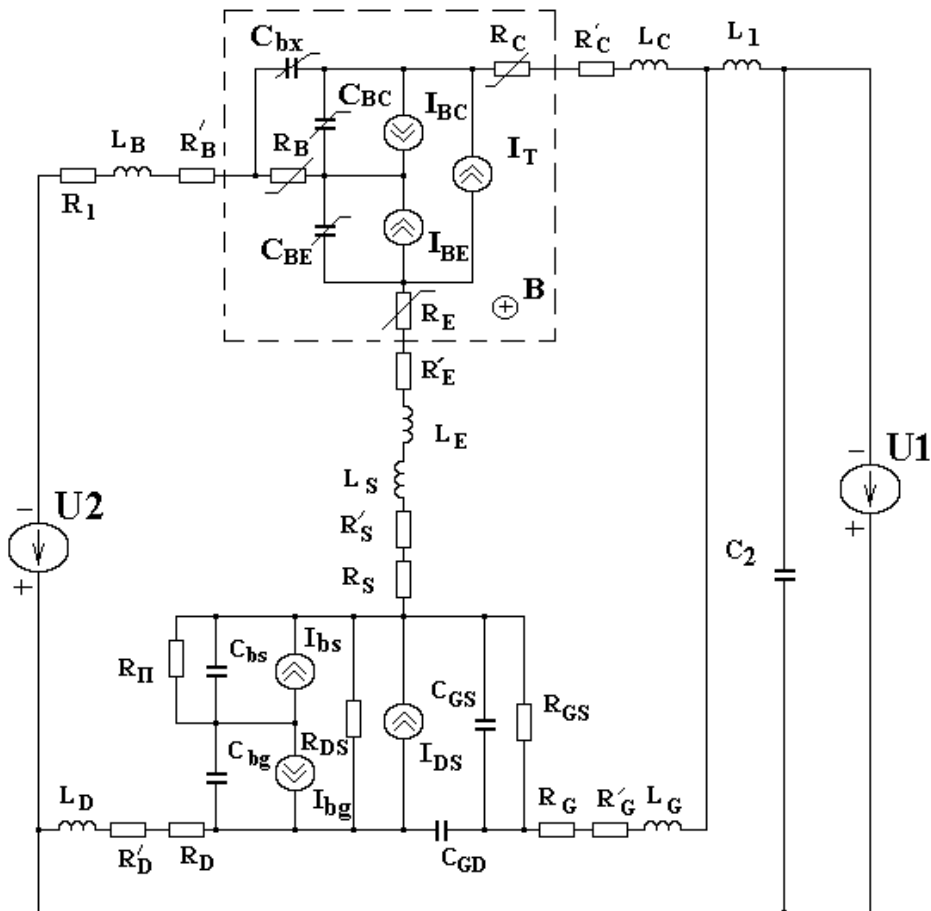 C_bx
R_C
R'_C
L_C
L_1
C_BC
I_BC
L_B
R'_B
R_B
I_T
R_1
C_BE
I_BE
B
R_E
R'_E
L_E
L_S
U1
−
U2
−
R'_S
C_2
+
R_S
+
I_bs
C_bs
R_П
C_GS
R_GS
R_DS
C_bg
I_DS
I_bg
L_D
R_G
R'_G
L_G
R'_D
R_D
C_GD